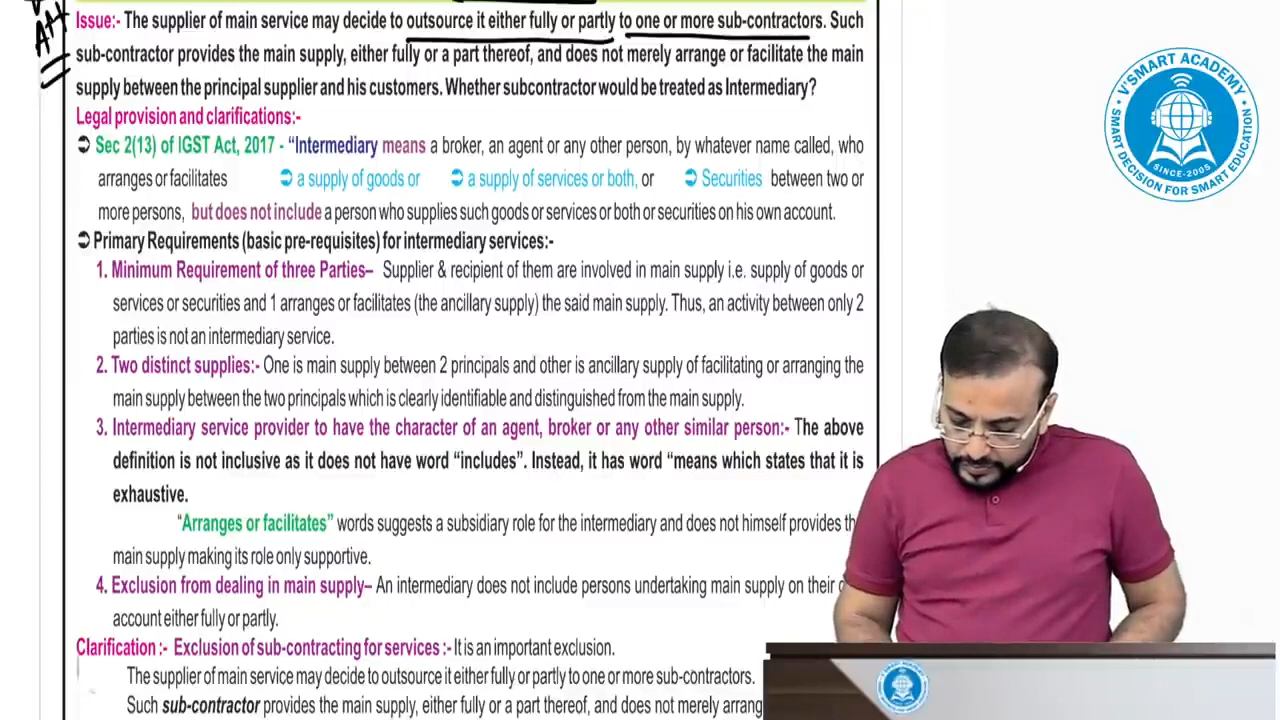 AH
Issue:- The supplier of main service may decide to outsource it either fully or partly to one or more sub-contractors. Such
sub-contractor provides the main supply, either fully or a part thereof, and does not merely arrange or facilitate the main
supply between the principal supplier and his customers. Whether subcontractor would be treated as Intermediary?
Legal provision and clarifications:-
➲ Sec 2(13) of IGST Act, 2017 - "Intermediary means a broker, an agent or any other person, by whatever name called, who
arranges or facilitates ➲ a supply of goods or ➲ a supply of services or both, or ➲ Securities between two or
more persons, but does not include a person who supplies such goods or services or both or securities on his own account.
➲ Primary Requirements (basic pre-requisites) for intermediary services:-
1. Minimum Requirement of three Parties– Supplier & recipient of them are involved in main supply i.e. supply of goods or
services or securities and 1 arranges or facilitates (the ancillary supply) the said main supply. Thus, an activity between only 2
parties is not an intermediary service.
2. Two distinct supplies:- One is main supply between 2 principals and other is ancillary supply of facilitating or arranging the
main supply between the two principals which is clearly identifiable and distinguished from the main supply.
3. Intermediary service provider to have the character of an agent, broker or any other similar person:- The above
definition is not inclusive as it does not have word "includes". Instead, it has word "means which states that it is
exhaustive.
"Arranges or facilitates" words suggests a subsidiary role for the intermediary and does not himself provides th
main supply making its role only supportive.
4. Exclusion from dealing in main supply– An intermediary does not include persons undertaking main supply on their
account either fully or partly.
Clarification :- Exclusion of sub-contracting for services :- It is an important exclusion.
The supplier of main service may decide to outsource it either fully or partly to one or more sub-contractors.
Such sub-contractor provides the main supply, either fully or a part thereof, and does not merely arrang
V'SMART ACADEMY
SINCE-2005
SMART DECISION FOR SMART EDUCATION